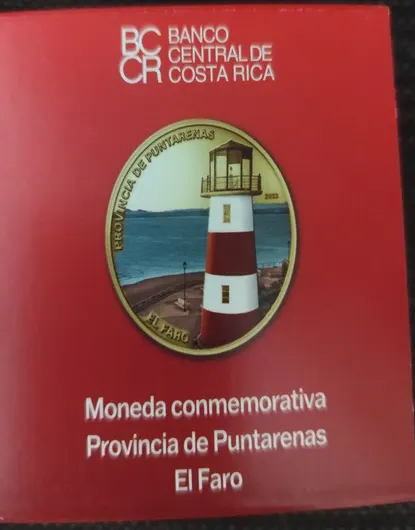 BC CR
BANCO
CENTRAL DE
COSTA RICA
PROVINCIA DE PUNTARENAS
2023
EL FARO
Moneda conmemorativa
Provincia de Puntarenas
El Faro